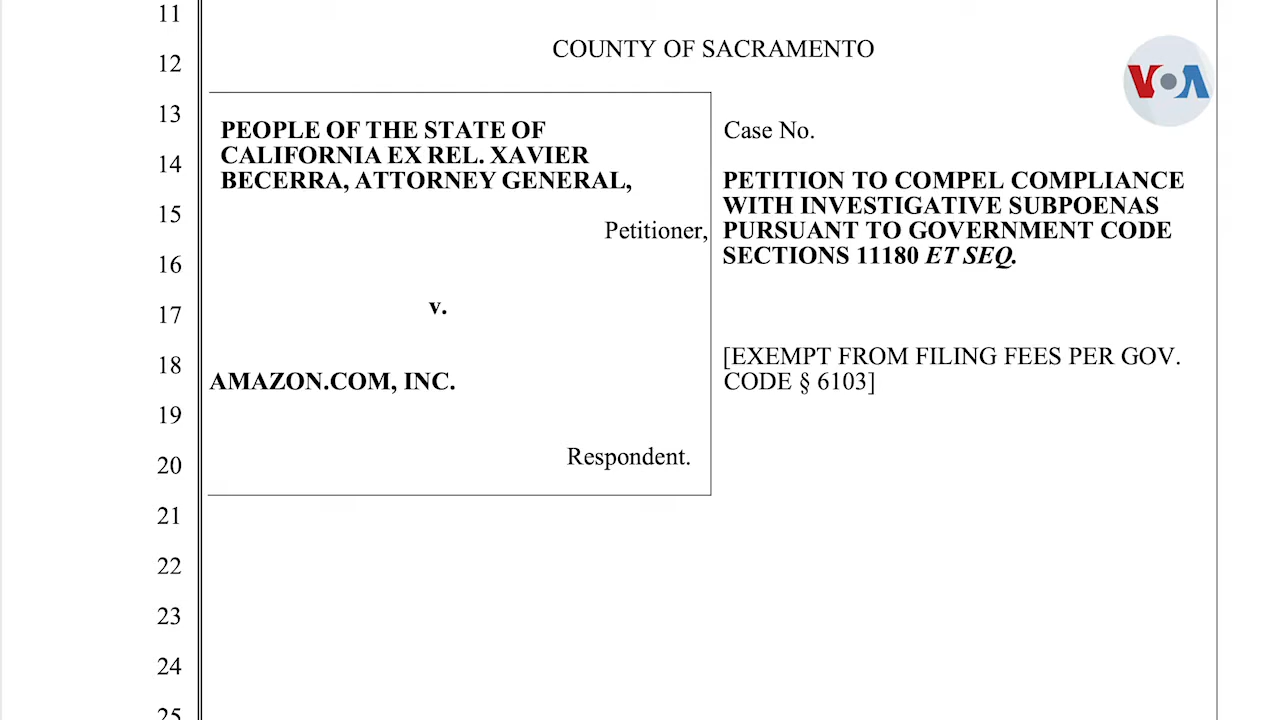 11
COUNTY OF SACRAMENTO
12
VOA
13
PEOPLE OF THE STATE OF
CALIFORNIA EX REL. XAVIER
BECERRA, ATTORNEY GENERAL,
Petitioner,
v.
AMAZON.COM, INC.
Respondent.
Case No.
PETITION TO COMPEL COMPLIANCE
WITH INVESTIGATIVE SUBPOENAS
PURSUANT TO GOVERNMENT CODE
SECTIONS 11180 ET SEQ.
[EXEMPT FROM FILING FEES PER GOV.
CODE § 6103]
14
15
16
17
18
19
20
21
22
23
24
25